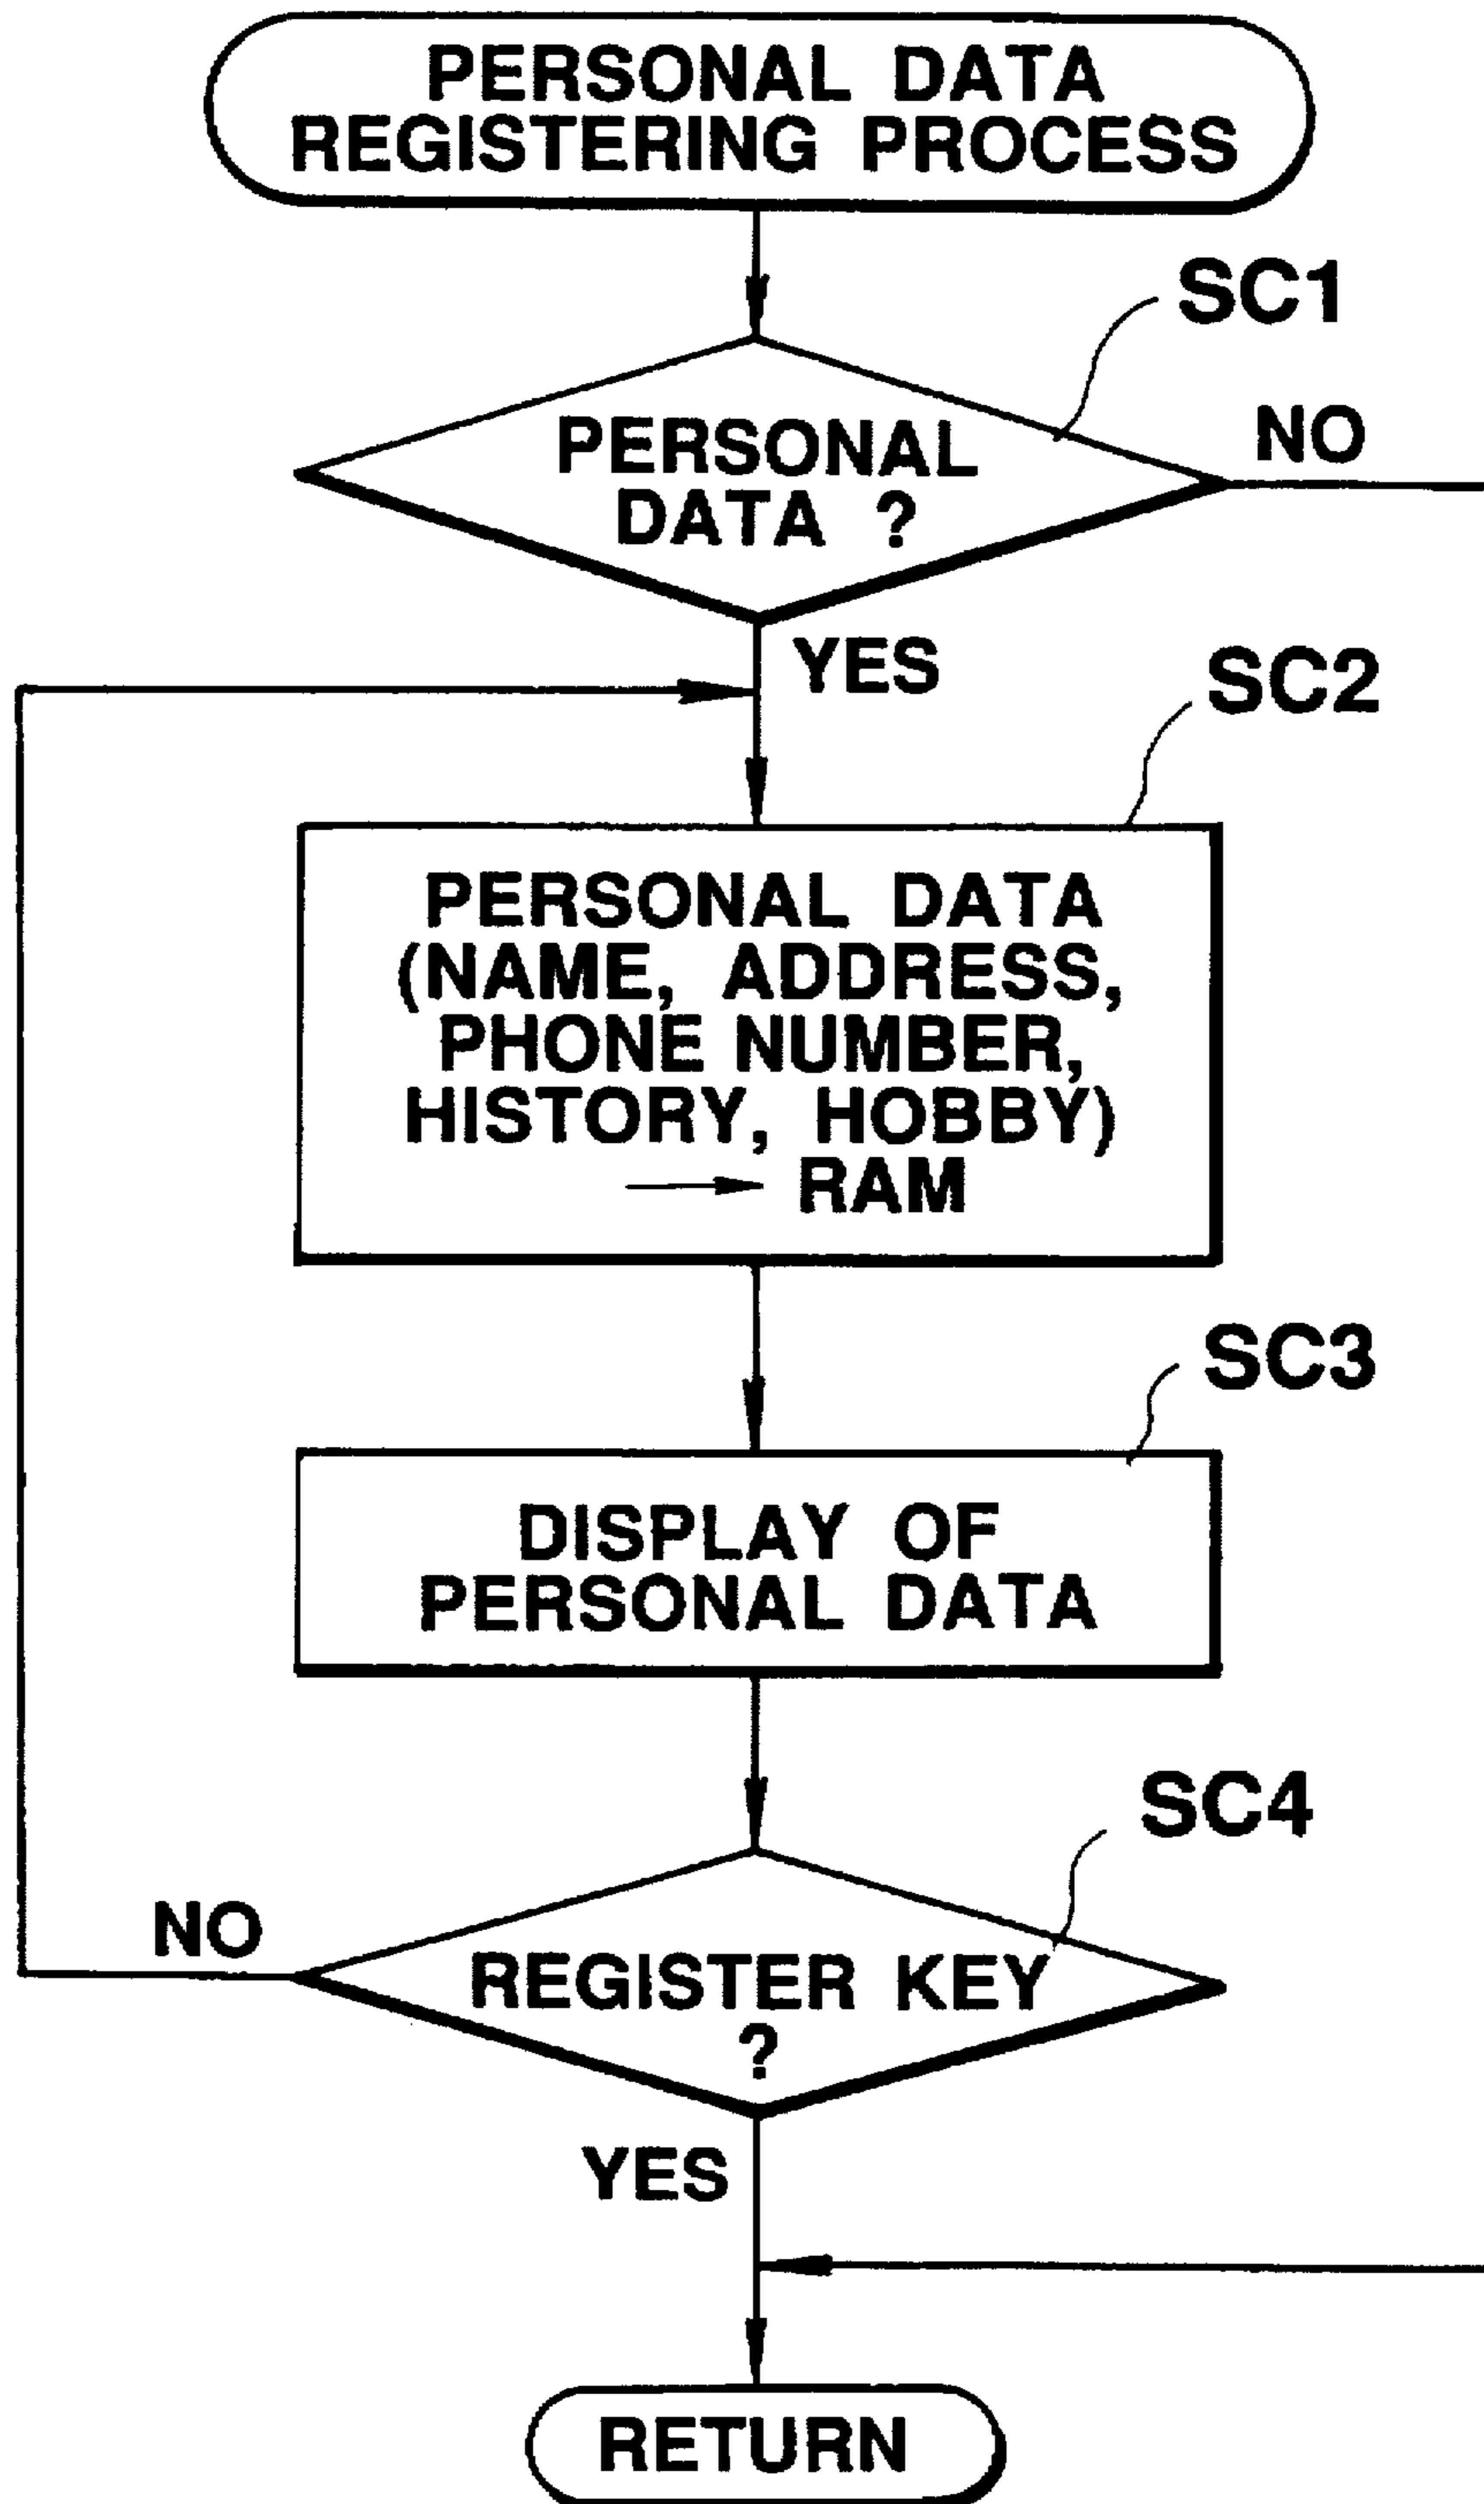 PERSONAL DATA
REGISTERING PROCESS
SC1
PERSONAL
DATA ?
NO
YES
SC2
PERSONAL DATA
(NAME, ADDRESS,
PHONE NUMBER,
HISTORY, HOBBY)
→ RAM
SC3
DISPLAY OF
PERSONAL DATA
SC4
NO
REGISTER KEY
?
YES
RETURN